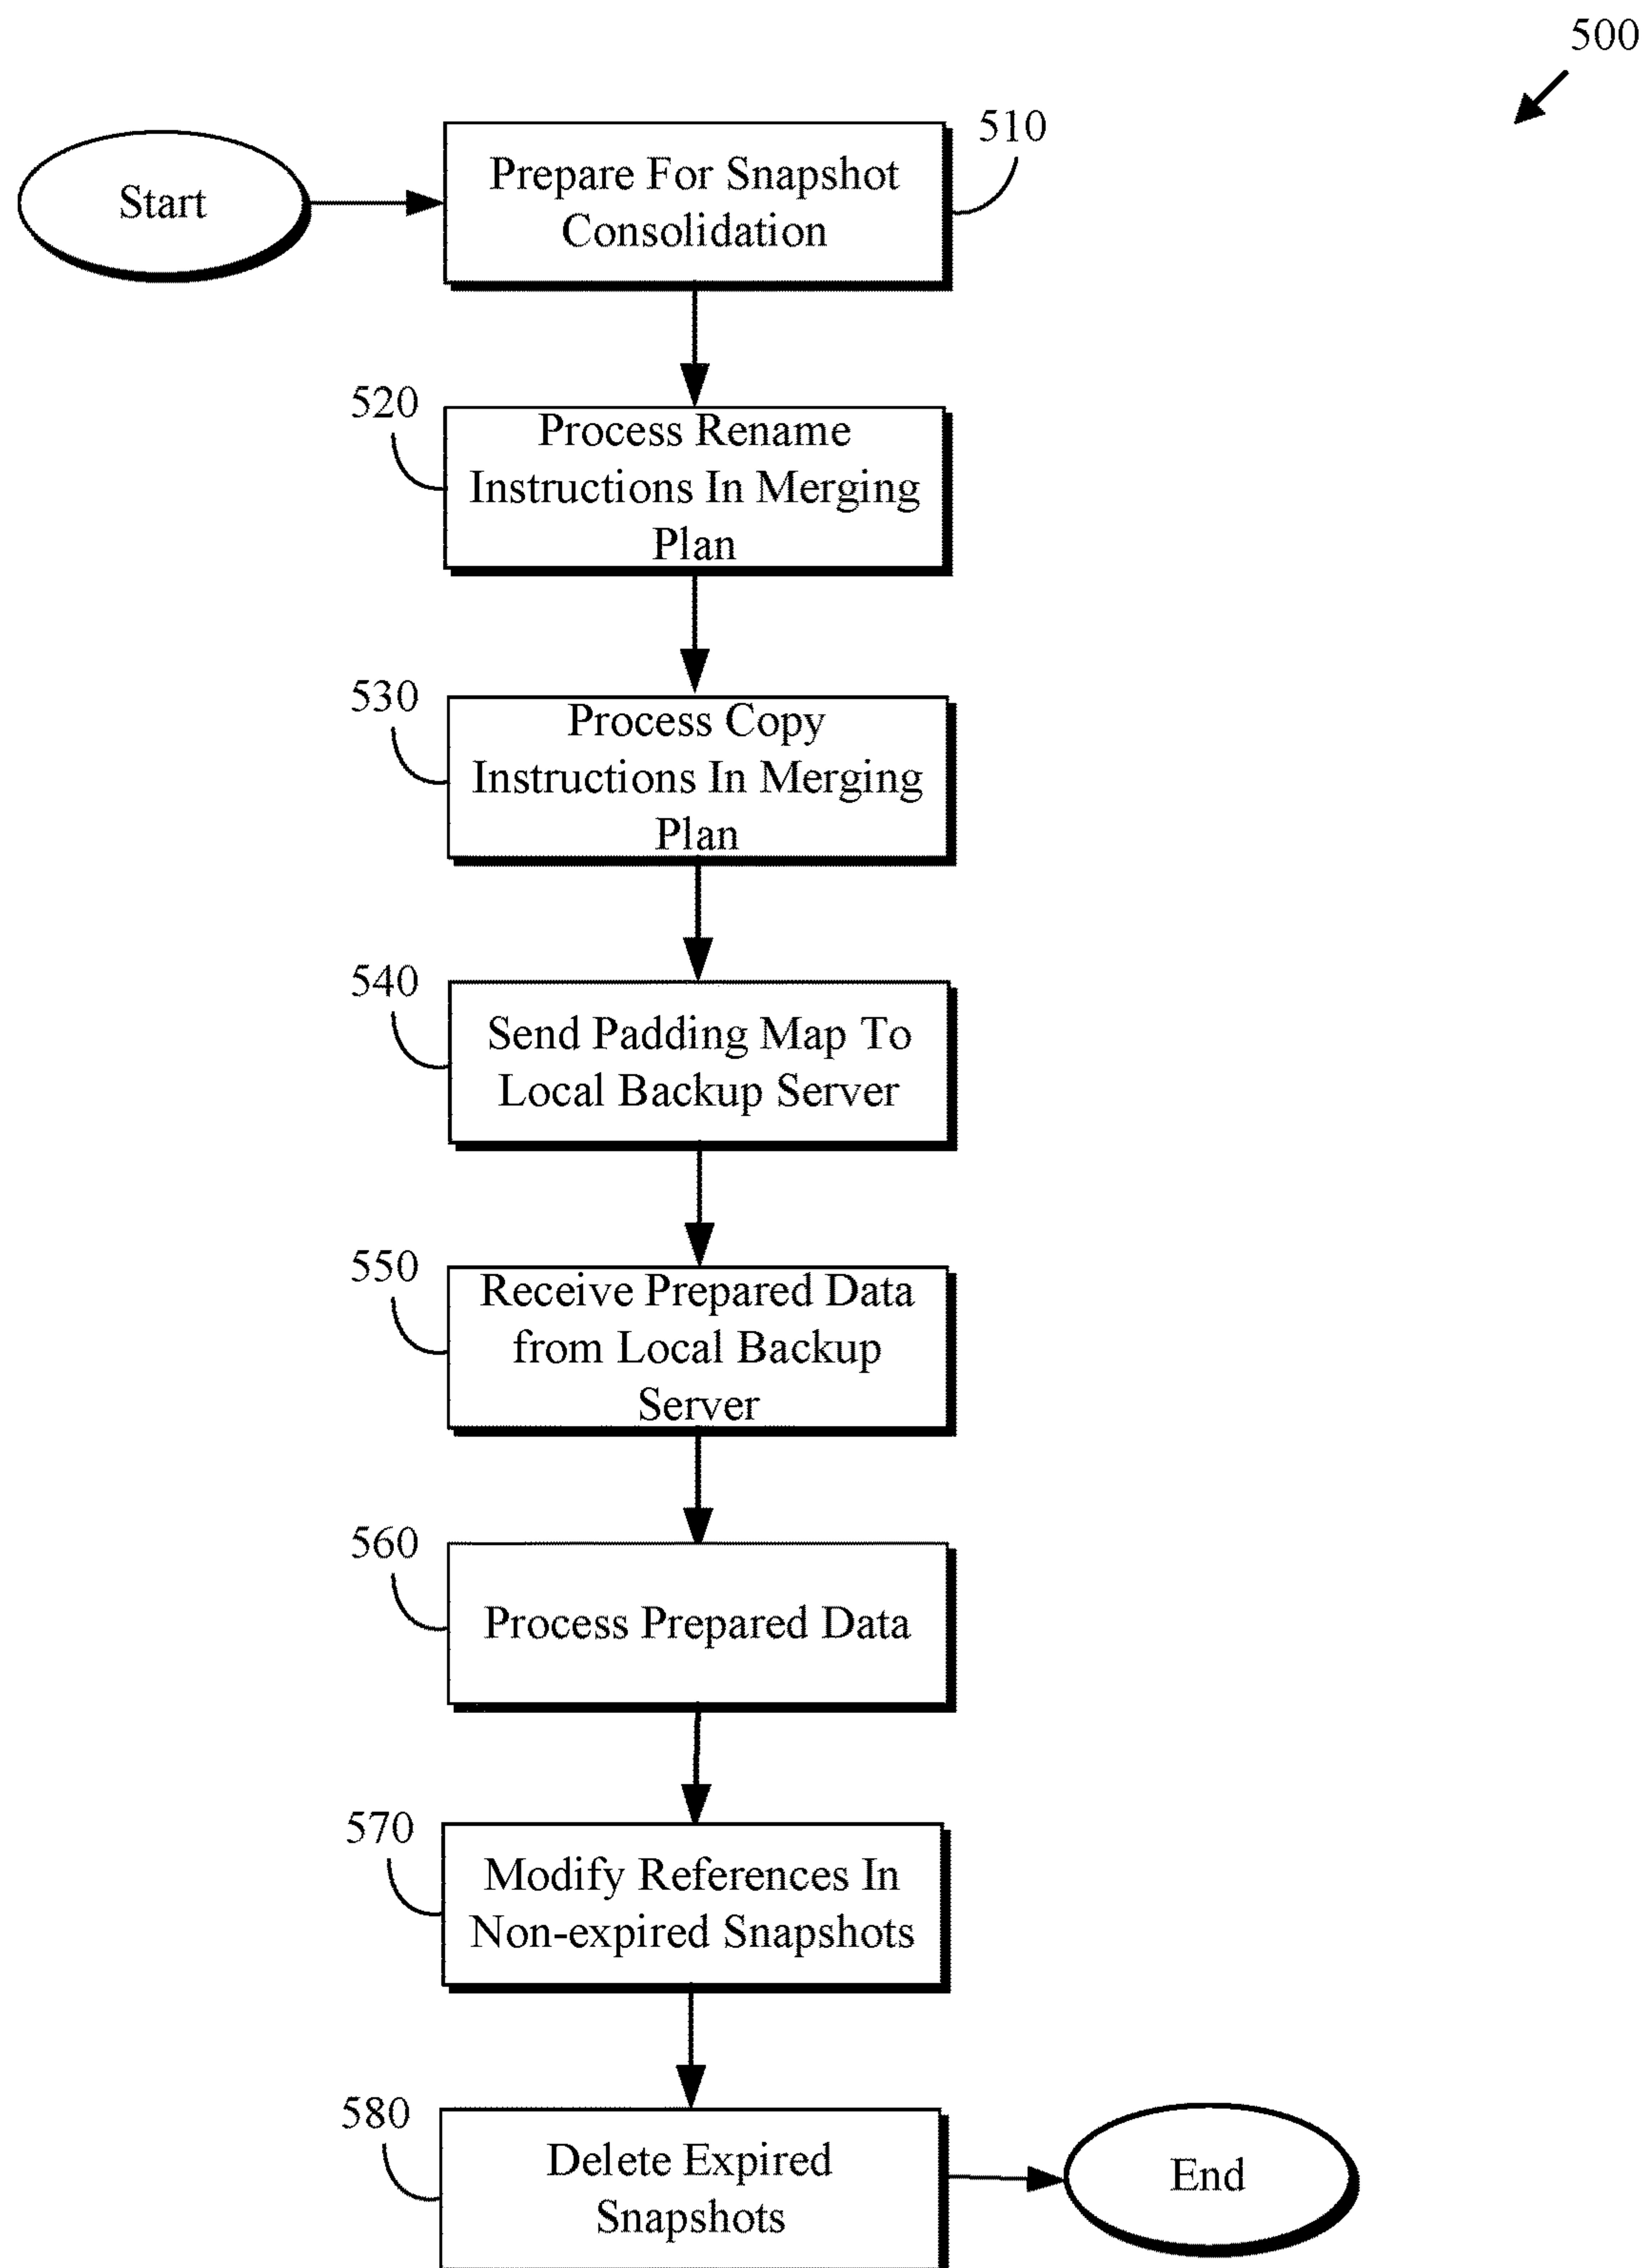 500
Start
Prepare For Snapshot
Consolidation
510
520
Process Rename
Instructions In Merging
Plan
530
Process Copy
Instructions In Merging
Plan
540
Send Padding Map To
Local Backup Server
550
Receive Prepared Data
from Local Backup
Server
560
Process Prepared Data
570
Modify References In
Non-expired Snapshots
580
Delete Expired
Snapshots
End